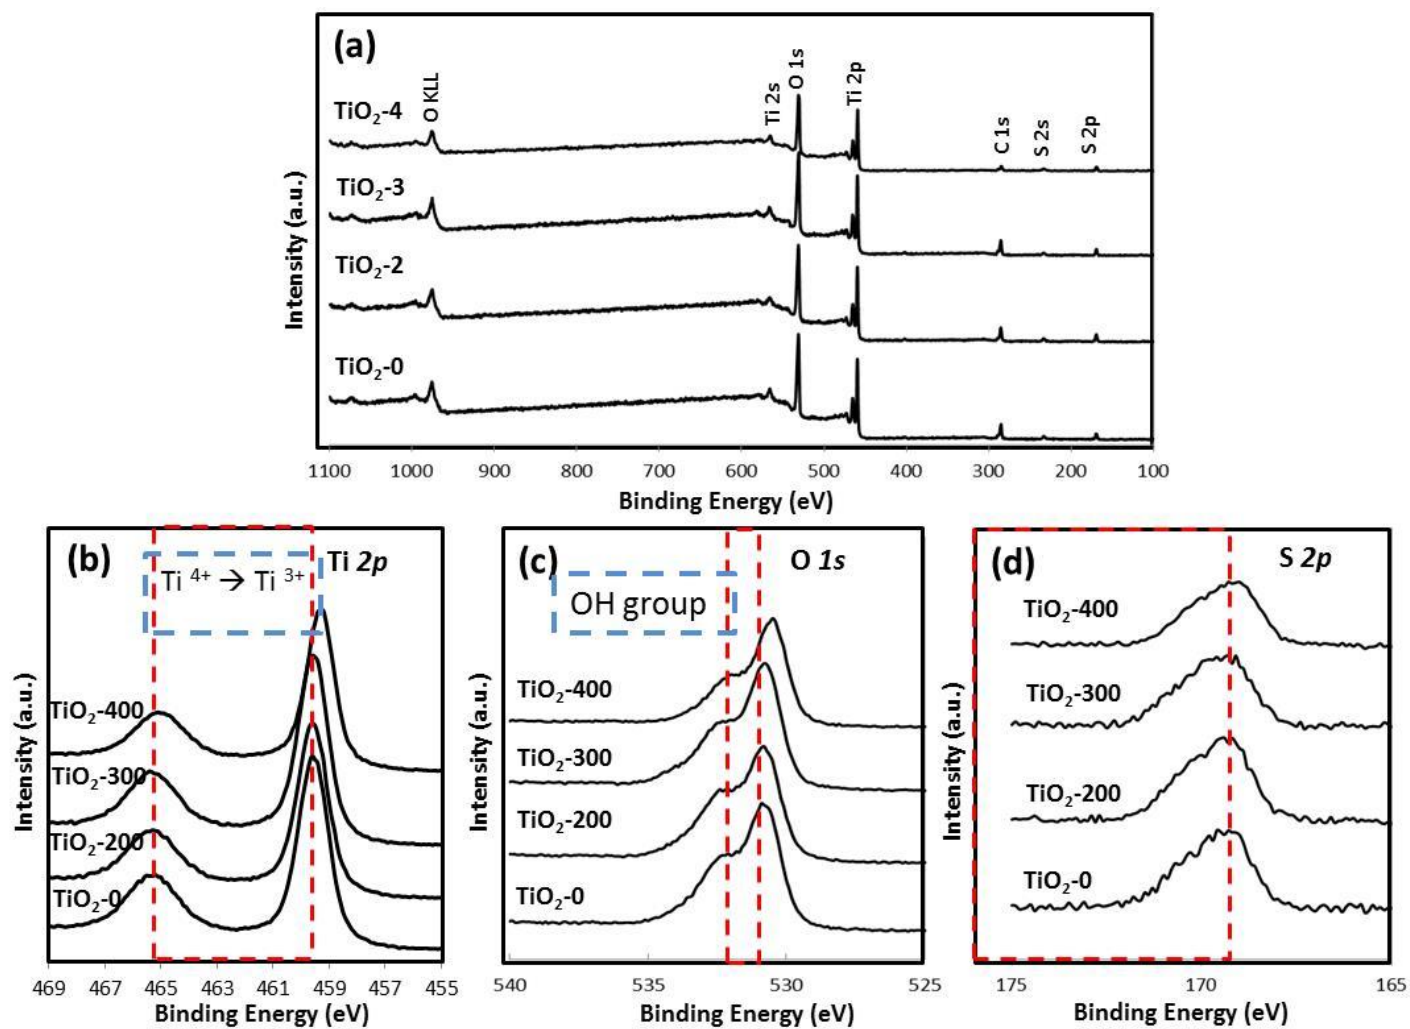 (a)
O KLL
Ti 2s
O 1s
Ti 2p
C 1s
S 2s
S 2p
TiO₂-4
TiO₂-3
TiO₂-2
TiO₂-0
Intensity (a.u.)
1100 1000 900 800 700 600 500 400 300 200 100
Binding Energy (eV)
(b)
Ti 2p
Ti ⁴⁺ → Ti ³⁺
TiO₂-400
TiO₂-300
TiO₂-200
TiO₂-0
Intensity (a.u.)
469 467 465 463 461 459 457 455
Binding Energy (eV)
(c)
O 1s
OH group
TiO₂-400
TiO₂-300
TiO₂-200
TiO₂-0
Intensity (a.u.)
540 535 530 525
Binding Energy (eV)
(d)
S 2p
TiO₂-400
TiO₂-300
TiO₂-200
TiO₂-0
Intensity (a.u.)
175 170 165
Binding Energy (eV)